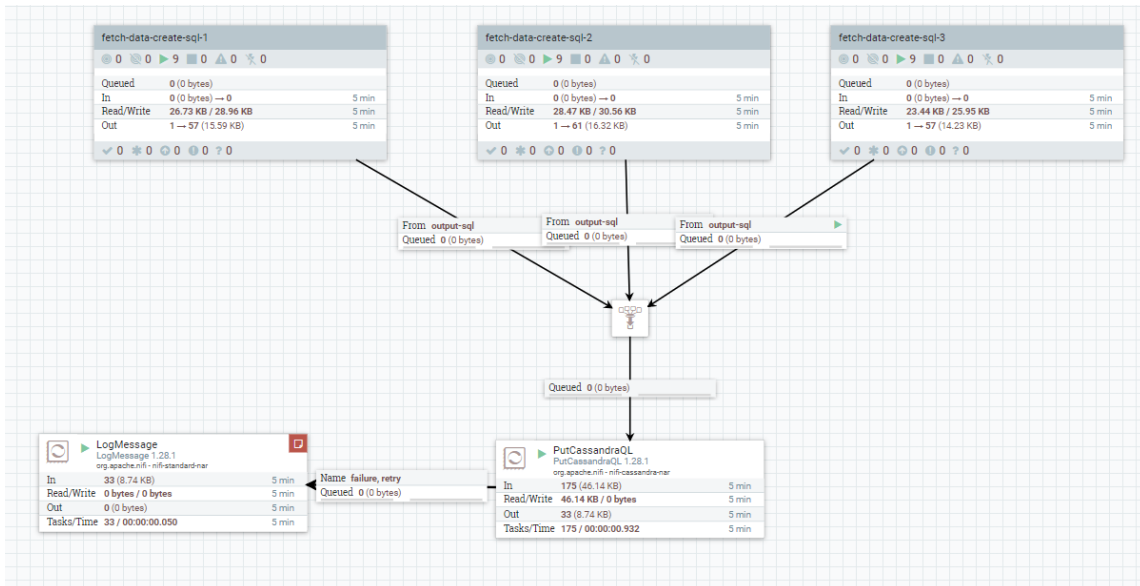 fetch-data-create-sql-1
0 0 9 0 0 0
Queued 0 (0 bytes)
In 0 (0 bytes) → 0 5 min
Read/Write 26.73 KB / 28.96 KB 5 min
Out 1 → 57 (15.59 KB) 5 min
0 0 0 0 ? 0
fetch-data-create-sql-2
0 0 9 0 0 0
Queued 0 (0 bytes)
In 0 (0 bytes) → 0 5 min
Read/Write 28.47 KB / 30.56 KB 5 min
Out 1 → 61 (16.32 KB) 5 min
0 0 0 0 ? 0
fetch-data-create-sql-3
0 0 9 0 0 0
Queued 0 (0 bytes)
In 0 (0 bytes) → 0 5 min
Read/Write 23.44 KB / 25.95 KB 5 min
Out 1 → 57 (14.23 KB) 5 min
0 0 0 0 ? 0
From output-sql
Queued 0 (0 bytes)
From output-sql
Queued 0 (0 bytes)
From output-sql
Queued 0 (0 bytes)
Queued 0 (0 bytes)
LogMessage
LogMessage 1.28.1
org.apache.nifi - nifi-standard-nar
In 33 (8.74 KB) 5 min
Read/Write 0 bytes / 0 bytes 5 min
Out 0 (0 bytes) 5 min
Tasks/Time 33 / 00:00:00.050 5 min
Name failure, retry
Queued 0 (0 bytes)
PutCassandraQL
PutCassandraQL 1.28.1
org.apache.nifi - nifi-cassandra-nar
In 175 (46.14 KB) 5 min
Read/Write 46.14 KB / 0 bytes 5 min
Out 33 (8.74 KB) 5 min
Tasks/Time 175 / 00:00:00.932 5 min